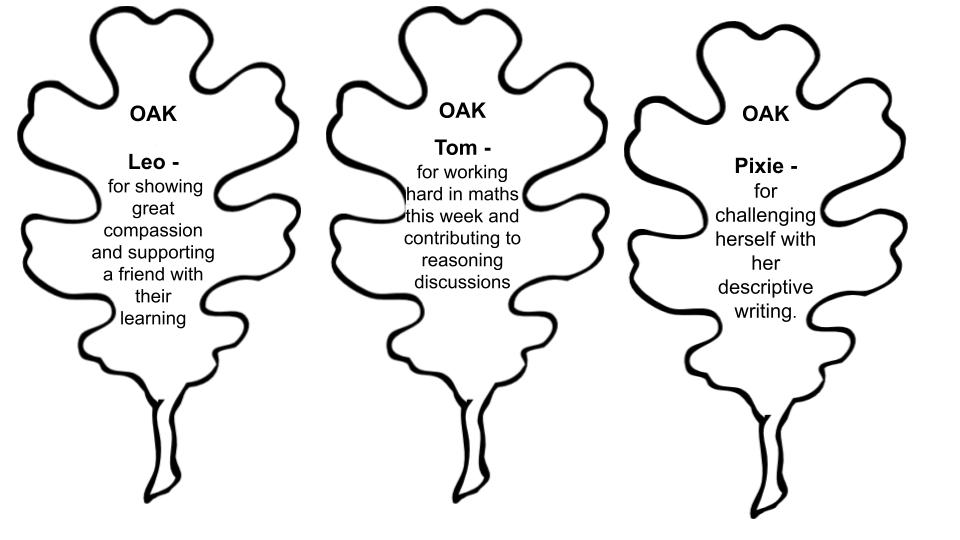 OAK
Leo -
for showing
great
compassion
and supporting
a friend with
their
learning
OAK
Tom -
for working
hard in maths
this week and
contributing to
reasoning
discussions
OAK
Pixie -
for
challenging
herself with
her
descriptive
writing.